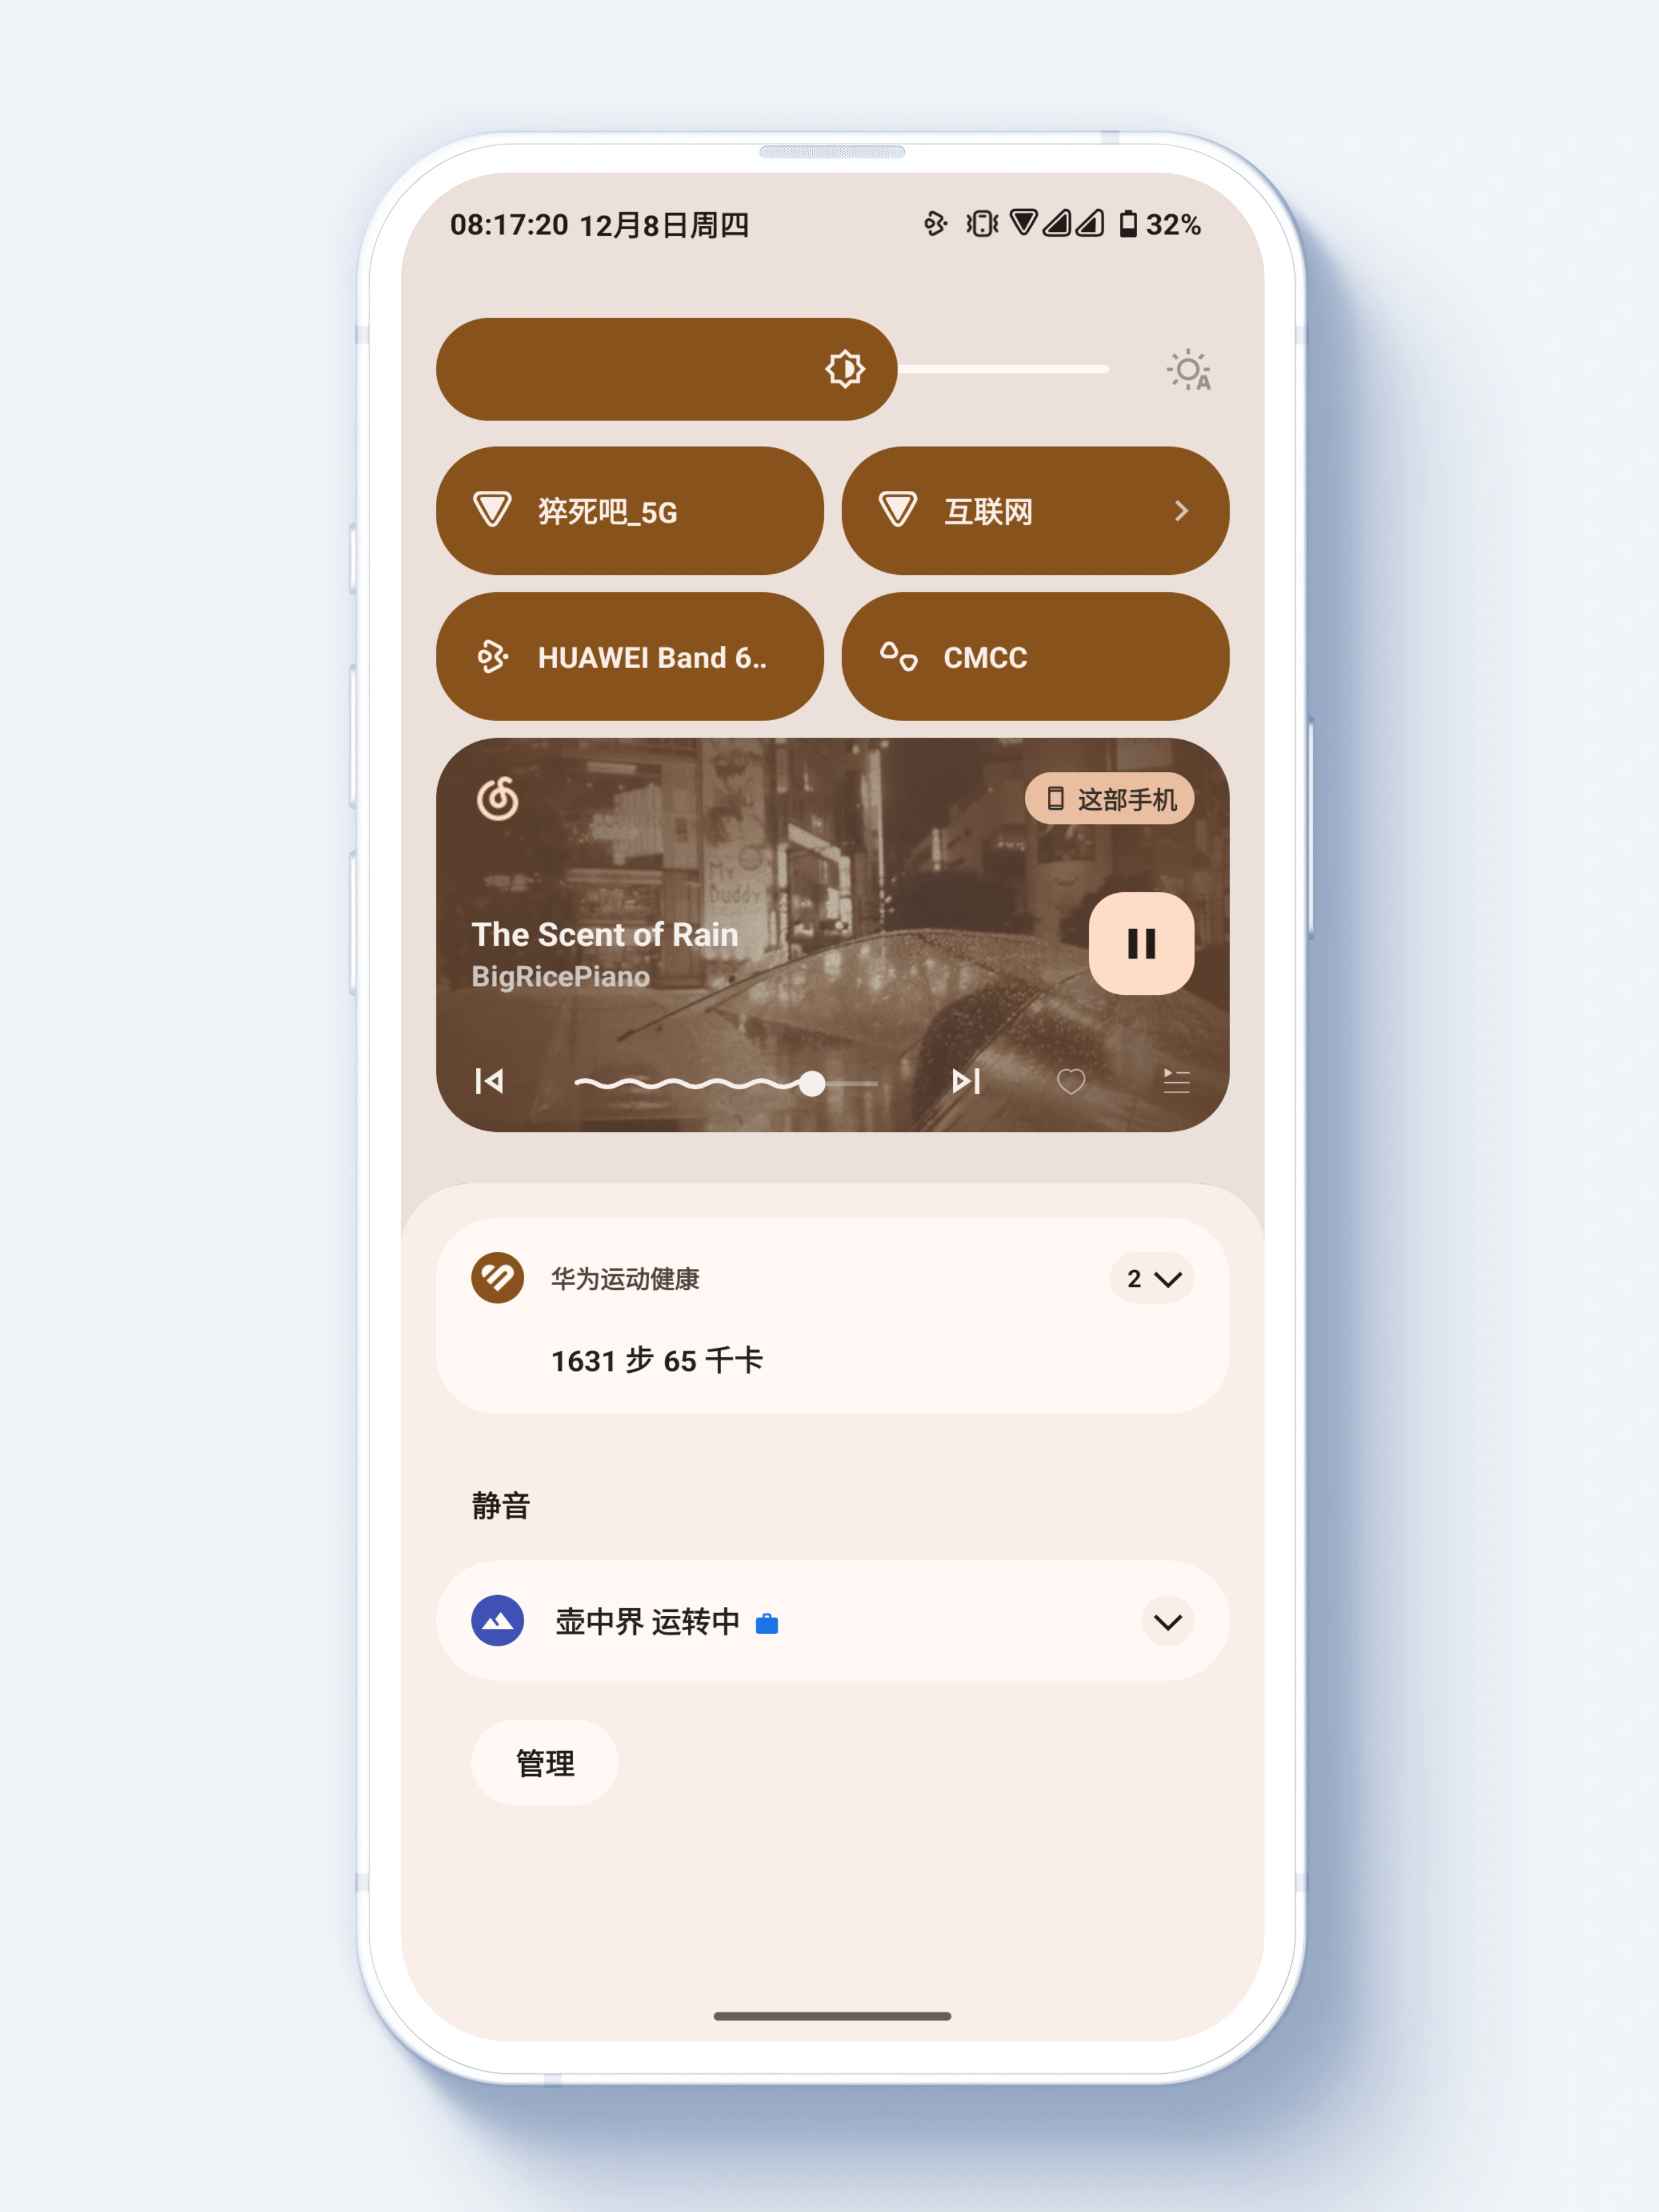 08:17:20 12月8日周四 32%
A
猝死吧_5G
互联网
HUAWEI Band 6..
CMCC
这部手机
My
Buddy
The Scent of Rain
BigRicePiano
华为运动健康
2
1631 步 65 千卡
静音
壶中界 运转中
管理